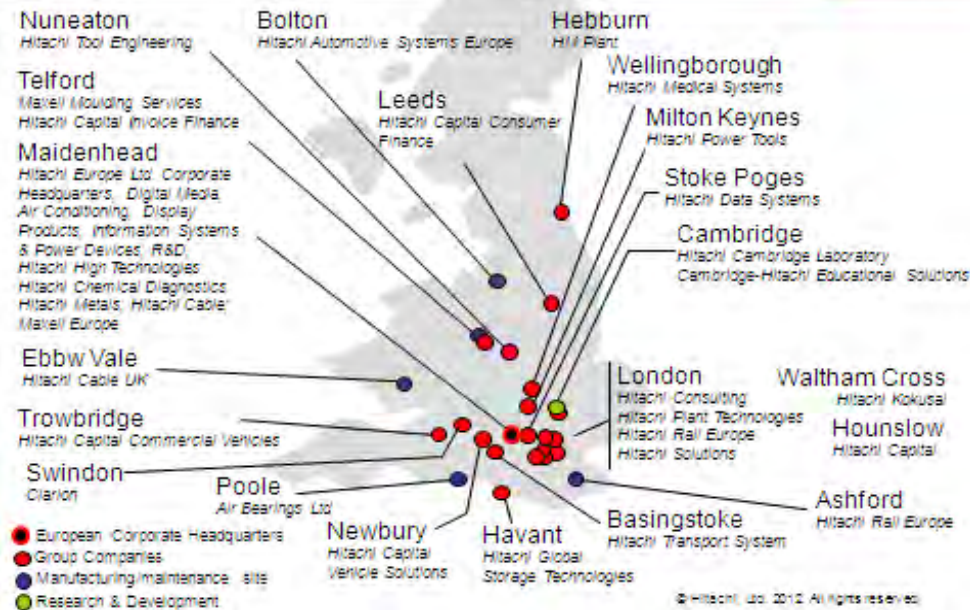 Nuneaton
Hitachi Tool Engineering
Bolton
Hitachi Automotive Systems Europe
Hebburn
HM Plant
Telford
Maxell Moulding Services
Hitachi Capital Invoice Finance
Leeds
Hitachi Capital Consumer
Finance
Wellingborough
Hitachi Medical Systems
Milton Keynes
Hitachi Power Tools
Maidenhead
Hitachi Europe Ltd. Corporate
Headquarters, Digital Media,
Air Conditioning, Display
Products, Information Systems
& Power Devices, R&D,
Hitachi High Technologies
Hitachi Chemical Diagnostics
Hitachi Metals, Hitachi Cable,
Maxell Europe
Stoke Poges
Hitachi Data Systems
Cambridge
Hitachi Cambridge Laboratory
Cambridge-Hitachi Educational Solutions
Ebbw Vale
Hitachi Cable UK
Trowbridge
Hitachi Capital Commercial Vehicles
Swindon
Clarion
Poole
Air Bearings Ltd
London
Hitachi Consulting
Hitachi Plant Technologies
Hitachi Rail Europe
Hitachi Solutions
Waltham Cross
Hitachi Kokusai
Hounslow
Hitachi Capital
Newbury
Hitachi Capital
Vehicle Solutions
Havant
Hitachi Global
Storage Technologies
Basingstoke
Hitachi Transport System
Ashford
Hitachi Rail Europe
European Corporate Headquarters
Group Companies
Manufacturing/maintenance site
Research & Development
© Hitachi, Ltd. 2012. All rights reserved.